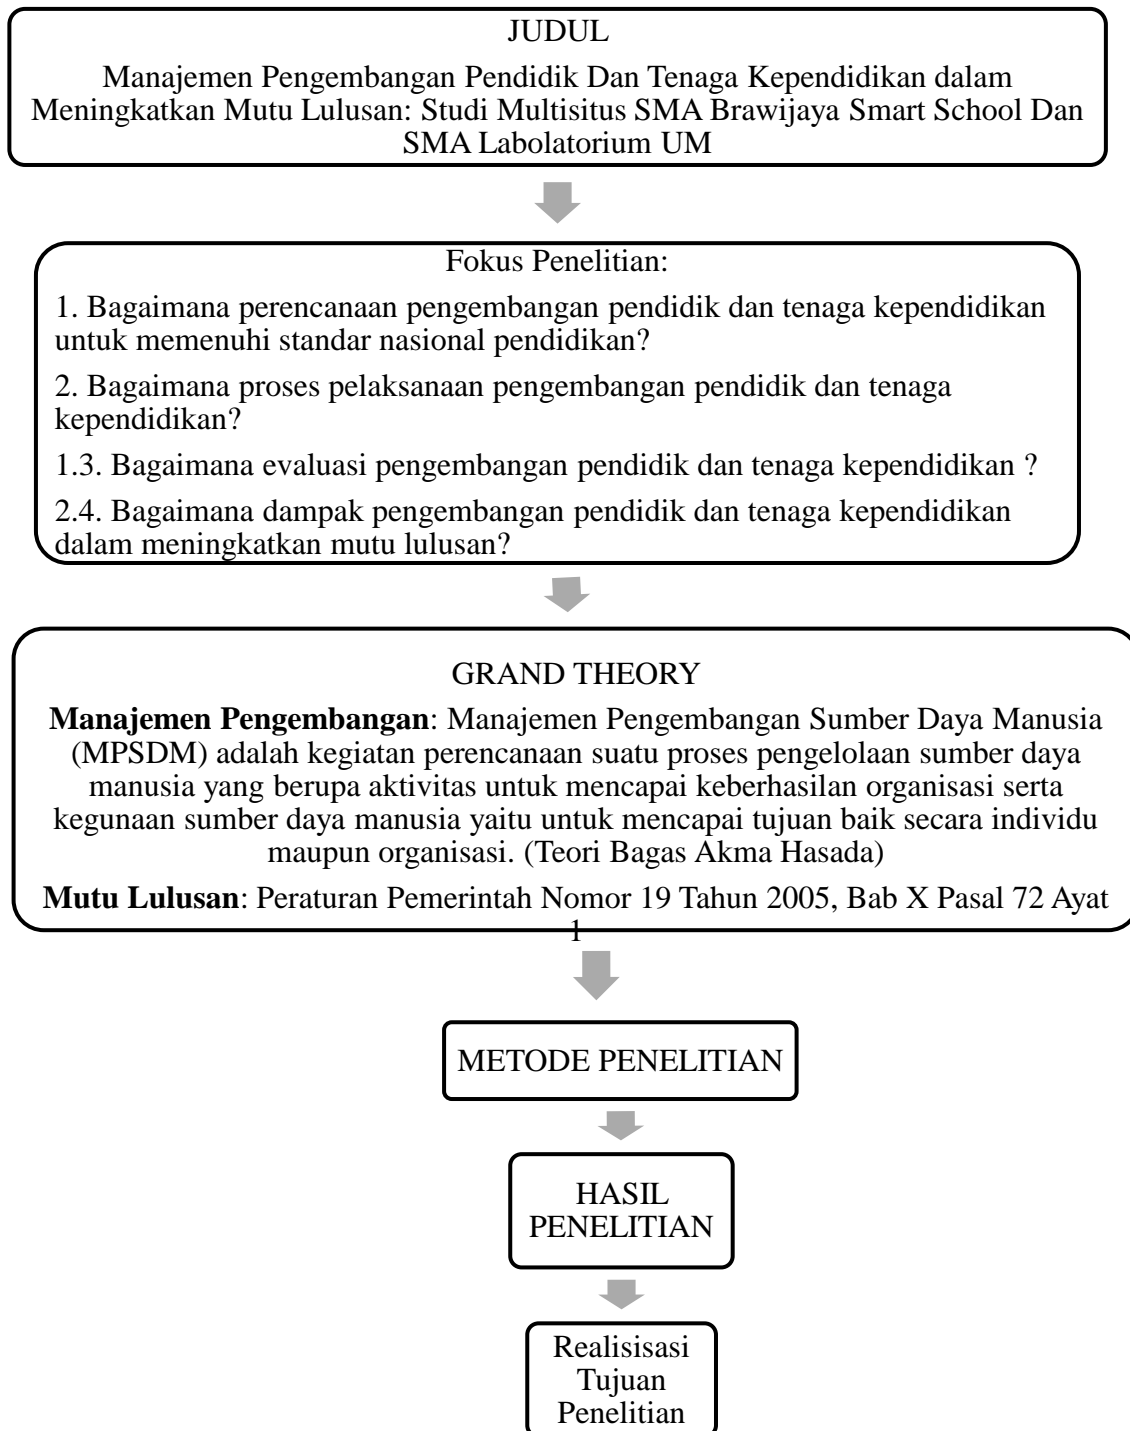 JUDUL
Manajemen Pengembangan Pendidik Dan Tenaga Kependidikan dalam
Meningkatkan Mutu Lulusan: Studi Multisitus SMA Brawijaya Smart School Dan
SMA Labolatorium UM
Fokus Penelitian:
1. Bagaimana perencanaan pengembangan pendidik dan tenaga kependidikan
untuk memenuhi standar nasional pendidikan?
2. Bagaimana proses pelaksanaan pengembangan pendidik dan tenaga
kependidikan?
1.3. Bagaimana evaluasi pengembangan pendidik dan tenaga kependidikan ?
2.4. Bagaimana dampak pengembangan pendidik dan tenaga kependidikan
dalam meningkatkan mutu lulusan?
GRAND THEORY
Manajemen Pengembangan: Manajemen Pengembangan Sumber Daya Manusia
(MPSDM) adalah kegiatan perencanaan suatu proses pengelolaan sumber daya
manusia yang berupa aktivitas untuk mencapai keberhasilan organisasi serta
kegunaan sumber daya manusia yaitu untuk mencapai tujuan baik secara individu
maupun organisasi. (Teori Bagas Akma Hasada)
Mutu Lulusan: Peraturan Pemerintah Nomor 19 Tahun 2005, Bab X Pasal 72 Ayat
1
METODE PENELITIAN
HASIL
PENELITIAN
Realisisasi
Tujuan
Penelitian